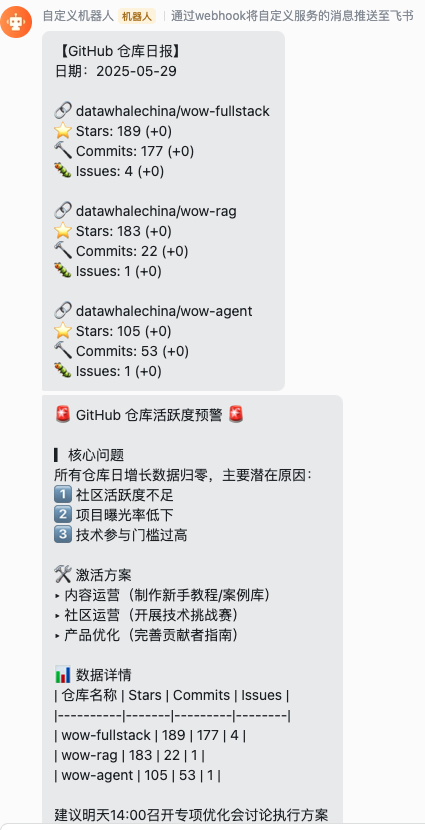 自定义机器人 机器人 | 通过webhook将自定义服务的消息推送至飞书
【GitHub 仓库日报】
日期：2025-05-29
🔗 datawhalechina/wow-fullstack
⭐ Stars: 189 (+0)
🔨 Commits: 177 (+0)
🐛 Issues: 4 (+0)
🔗 datawhalechina/wow-rag
⭐ Stars: 183 (+0)
🔨 Commits: 22 (+0)
🐛 Issues: 1 (+0)
🔗 datawhalechina/wow-agent
⭐ Stars: 105 (+0)
🔨 Commits: 53 (+0)
🐛 Issues: 1 (+0)
🚨 GitHub 仓库活跃度预警 🚨
▎核心问题
所有仓库日增长数据归零，主要潜在原因：
1️⃣ 社区活跃度不足
2️⃣ 项目曝光率低下
3️⃣ 技术参与门槛过高
🛠️ 激活方案
‣ 内容运营（制作新手教程/案例库）
‣ 社区运营（开展技术挑战赛）
‣ 产品优化（完善贡献者指南）
📊 数据详情
| 仓库名称 | Stars | Commits | Issues |
|----------|-------|---------|--------|
| wow-fullstack | 189 | 177 | 4 |
| wow-rag | 183 | 22 | 1 |
| wow-agent | 105 | 53 | 1 |
建议明天14:00召开专项优化会讨论执行方案